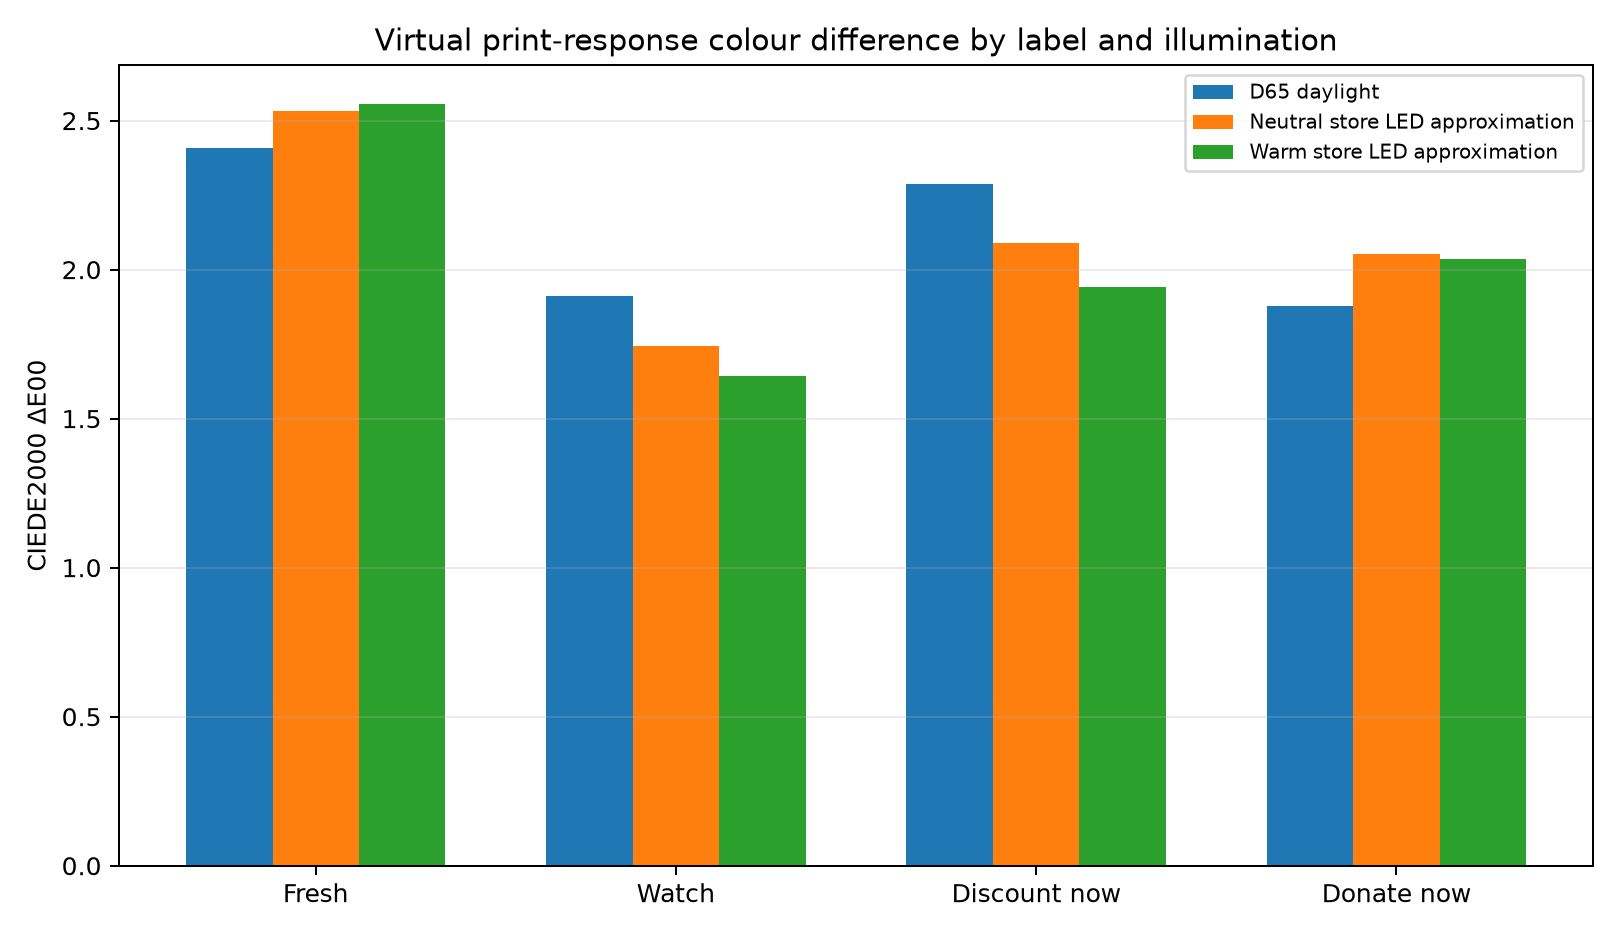 Virtual print-response colour difference by label and illumination
D65 daylight
Neutral store LED approximation
Warm store LED approximation
CIEDE2000 ΔE00
2.5
2.0
1.5
1.0
0.5
0.0
Fresh
Watch
Discount now
Donate now